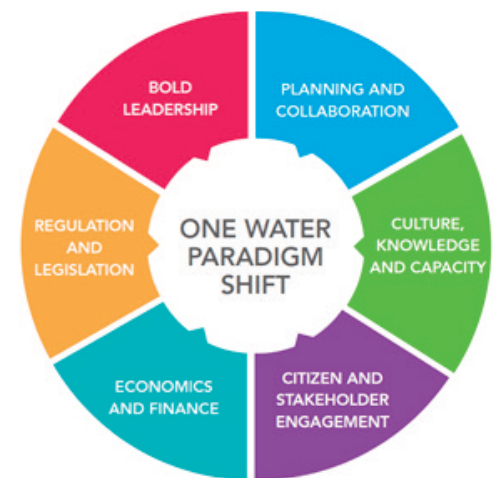 BOLD
LEADERSHIP
PLANNING AND
COLLABORATION
CULTURE,
KNOWLEDGE
AND CAPACITY
CITIZEN AND
STAKEHOLDER
ENGAGEMENT
ECONOMICS
AND FINANCE
REGULATION
AND
LEGISLATION
ONE WATER
PARADIGM
SHIFT